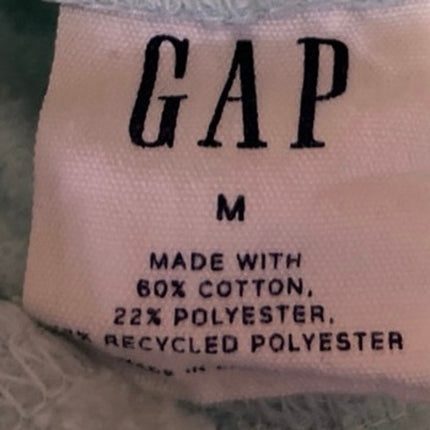 GAP
M
MADE WITH
60% COTTON,
22% POLYESTER,
% RECYCLED POLYESTER